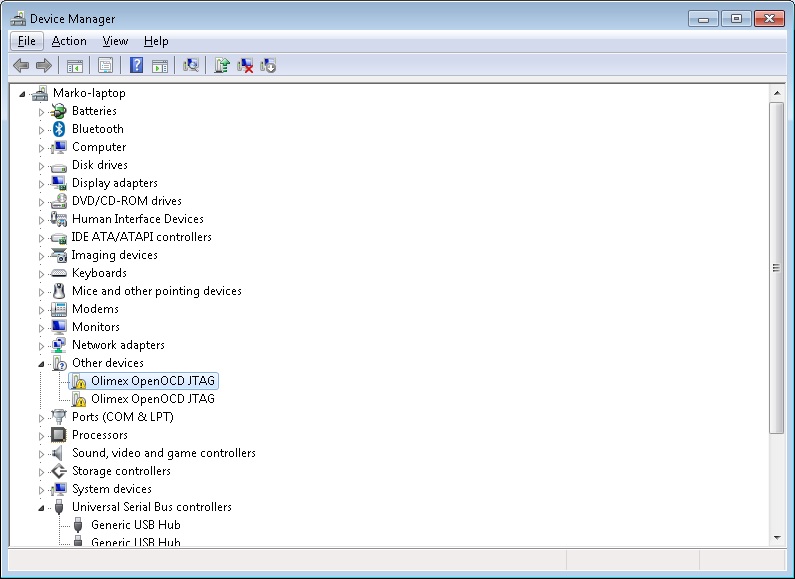 Device Manager
File Action View Help
Marko-laptop
Batteries
Bluetooth
Computer
Disk drives
Display adapters
DVD/CD-ROM drives
Human Interface Devices
IDE ATA/ATAPI controllers
Imaging devices
Keyboards
Mice and other pointing devices
Modems
Monitors
Network adapters
Other devices
Olimex OpenOCD JTAG
Olimex OpenOCD JTAG
Ports (COM & LPT)
Processors
Sound, video and game controllers
Storage controllers
System devices
Universal Serial Bus controllers
Generic USB Hub
Generic USB Hub